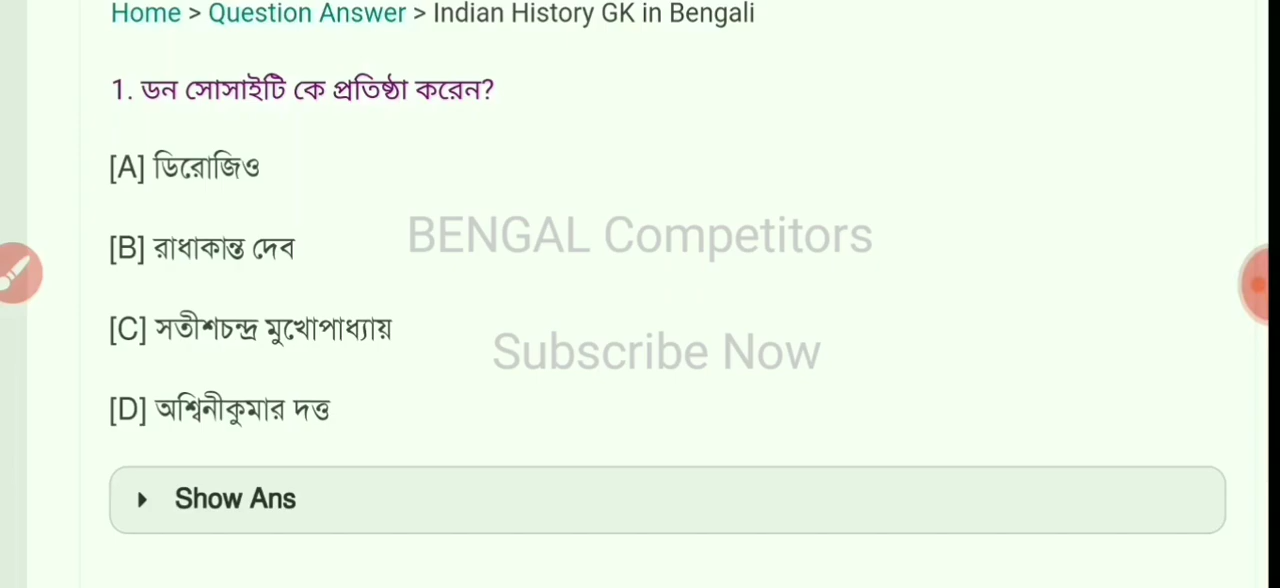 Home > Question Answer > Indian History GK in Bengali
1. ডন সোসাইটি কে প্রতিষ্ঠা করেন?
[A] ডিরোজিও
[B] রাধাকান্ত দেব
BENGAL Competitors
[C] সতীশচন্দ্র মুখোপাধ্যায়
Subscribe Now
[D] অশ্বিনীকুমার দত্ত
Show Ans